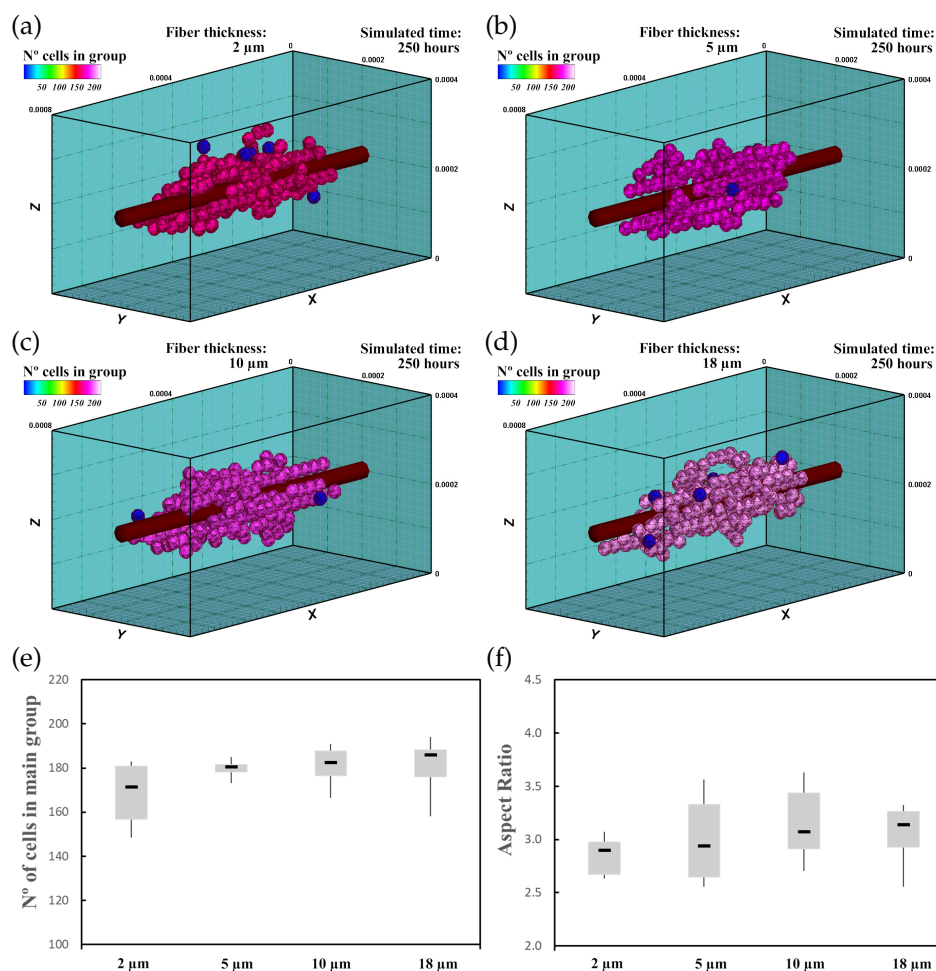 (a)
Fiber thickness:
2 µm
Simulated time:
250 hours
Nº cells in group
50 100 150 200
0
0.0002
0.0004
0.0004
0.0008
0.0002
0
Z
Y
X
(b)
Fiber thickness:
5 µm
Simulated time:
250 hours
Nº cells in group
50 100 150 200
0
0.0002
0.0004
0.0004
0.0008
0.0002
0
Z
Y
X
(c)
Fiber thickness:
10 µm
Simulated time:
250 hours
Nº cells in group
50 100 150 200
0
0.0002
0.0004
0.0004
0.0008
0.0002
0
Z
Y
X
(d)
Fiber thickness:
18 µm
Simulated time:
250 hours
Nº cells in group
50 100 150 200
0
0.0002
0.0004
0.0004
0.0008
0.0002
0
Z
Y
X
(e)
Nº of cells in main group
220
200
180
160
140
120
100
2 µm 5 µm 10 µm 18 µm
(f)
Aspect Ratio
4.5
4.0
3.5
3.0
2.5
2.0
2 µm 5 µm 10 µm 18 µm